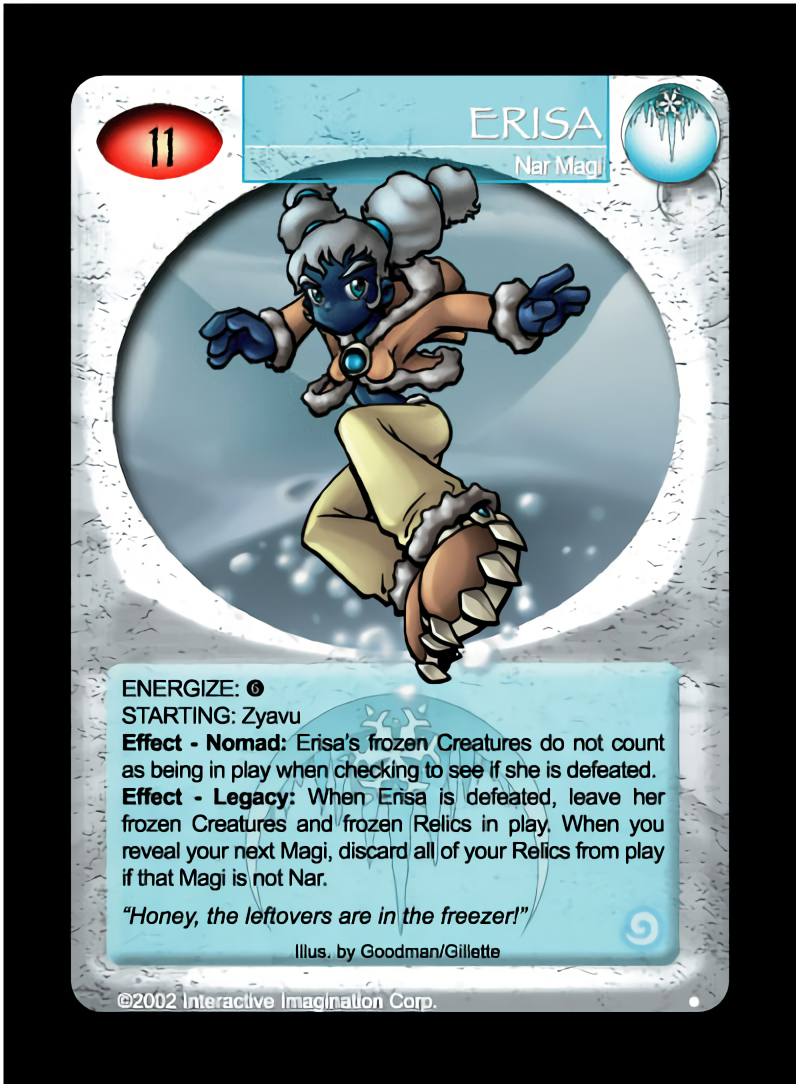 11
ERISA
Nar Magi
ENERGIZE: ❻
STARTING: Zyavu
Effect - Nomad: Erisa's frozen Creatures do not count
as being in play when checking to see if she is defeated.
Effect - Legacy: When Erisa is defeated, leave her
frozen Creatures and frozen Relics in play. When you
reveal your next Magi, discard all of your Relics from play
if that Magi is not Nar.
"Honey, the leftovers are in the freezer!"
Illus. by Goodman/Gillette
©2002 Interactive Imagination Corp.